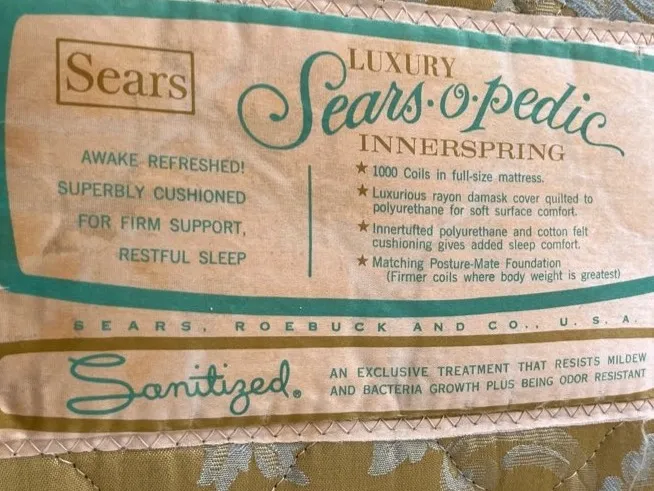 Sears
LUXURY
Sears·o·pedic
INNERSPRING
AWAKE REFRESHED!
SUPERBLY CUSHIONED
FOR FIRM SUPPORT,
RESTFUL SLEEP
★ 1000 Coils in full-size mattress.
★ Luxurious rayon damask cover quilted to
polyurethane for soft surface comfort.
★ Innertufted polyurethane and cotton felt
cushioning gives added sleep comfort.
★ Matching Posture-Mate Foundation
(Firmer coils where body weight is greatest)
SEARS, ROEBUCK AND CO., U.S.A.
Sanitized®
AN EXCLUSIVE TREATMENT THAT RESISTS MILDEW
AND BACTERIA GROWTH PLUS BEING ODOR RESISTANT